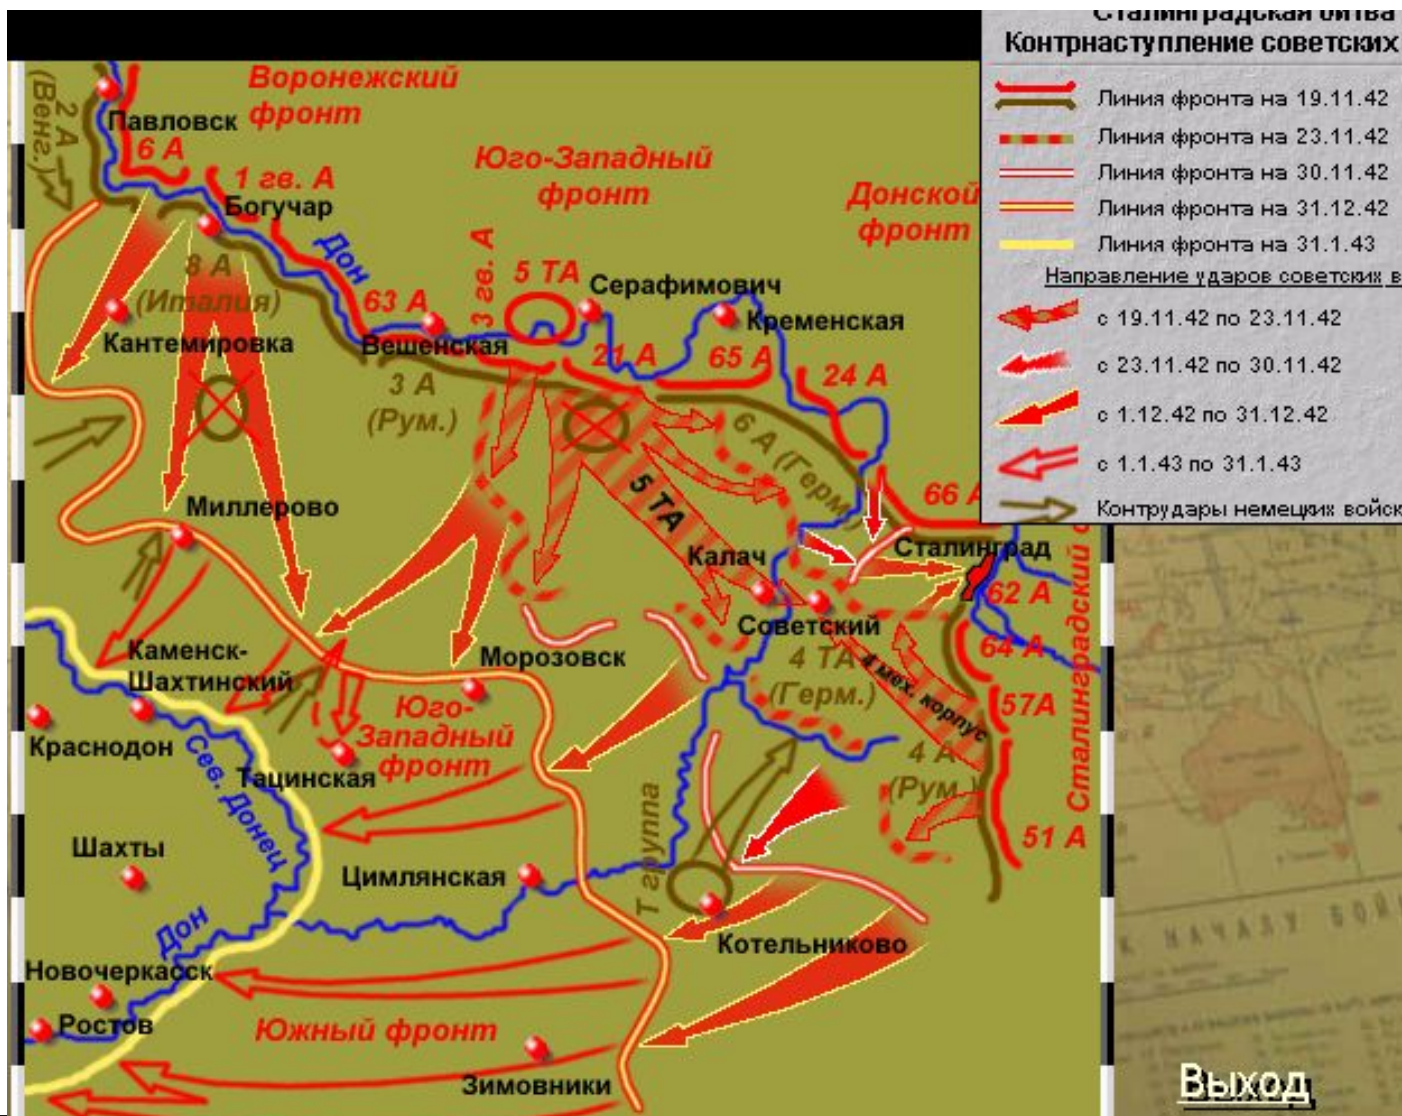 Сталинградская битва
Контрнаступление советских
Линия фронта на 19.11.42
Линия фронта на 23.11.42
Линия фронта на 30.11.42
Линия фронта на 31.12.42
Линия фронта на 31.1.43
Направление ударов советских в
с 19.11.42 по 23.11.42
с 23.11.42 по 30.11.42
с 1.12.42 по 31.12.42
с 1.1.43 по 31.1.43
Контрудары немецких войск
Воронежский
фронт
2 А
(Венг.)
Павловск
6 А
1 гв. А
Богучар
Дон
Юго-Западный
фронт
Донской
фронт
8 А
(Италия)
63 А
3 гв. А
5 ТА
Серафимович
Кременская
Кантемировка
Вешенская
21 А
65 А
24 А
3 А
(Рум.)
6 А (Герм.)
66 А
5 ТА
Миллерово
Калач
Сталинград
62 А
Советский
64 А
Каменск-
Шахтинский
Морозовск
4 ТА
(Герм.)
4 мех. корпус
57А
Сталинградский
Краснодон
Юго-
Западный
фронт
Тацинская
Сев. Донец
4 А
(Рум.)
51 А
Шахты
Цимлянская
Т группа
Котельниково
Дон
Новочеркасск
Ростов
Южный фронт
Зимовники
К НАЧАЛУ БОЙ
Выход